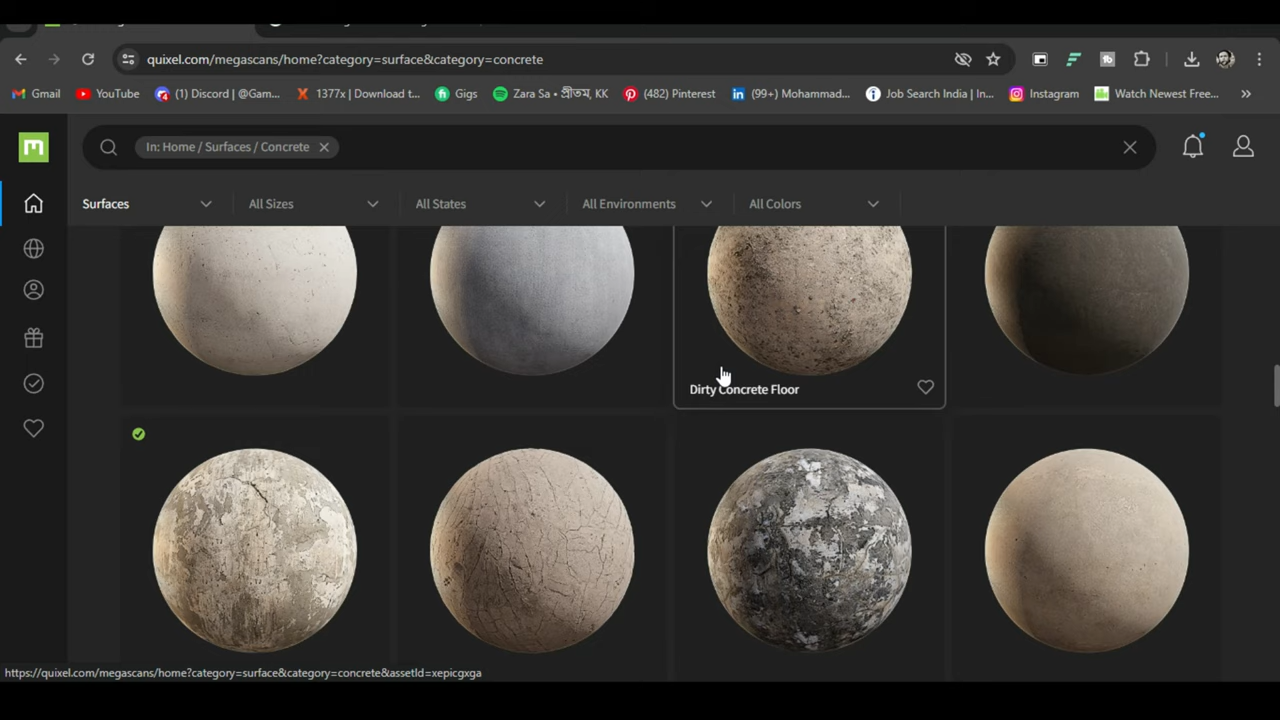 quixel.com/megascans/home?category=surface&category=concrete
Gmail
YouTube
(1) Discord | @Gam...
1377x | Download t...
Gigs
Zara Sa • শ্রীতম, KK
(482) Pinterest
(99+) Mohammad...
Job Search India | In...
Instagram
Watch Newest Free...
In: Home / Surfaces / Concrete
Surfaces
All Sizes
All States
All Environments
All Colors
Dirty Concrete Floor
https://quixel.com/megascans/home?category=surface&category=concrete&assetId=xepicgxga